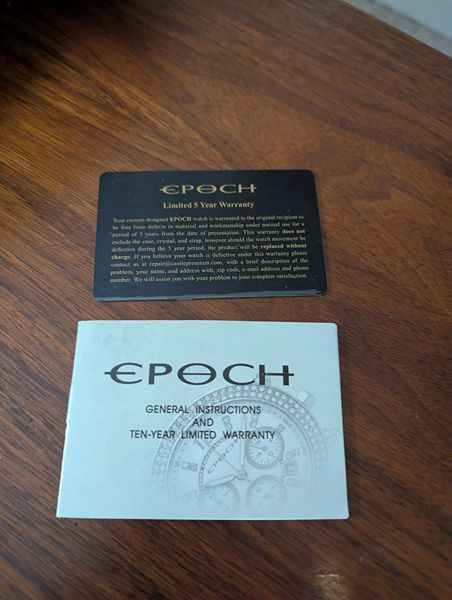 EPOCH
Limited 5 Year Warranty
Your custom designed EPOCH watch is warranted to the original recipient to
be free from defects in material and workmanship under normal use for a
period of 5 years from the date of presentation. This warranty does not
include the case, crystal, and strap, however should the watch movement be
defective during the 5 year period, the product will be replaced without
charge. If you believe your watch is defective under this warranty please
contact us at repair@castlepremium.com, with a brief description of the
problem, your name, and address with, zip code, e-mail address and phone
number. We will assist you with your problem to your complete satisfaction.
EPOCH
GENERAL INSTRUCTIONS
AND
TEN-YEAR LIMITED WARRANTY